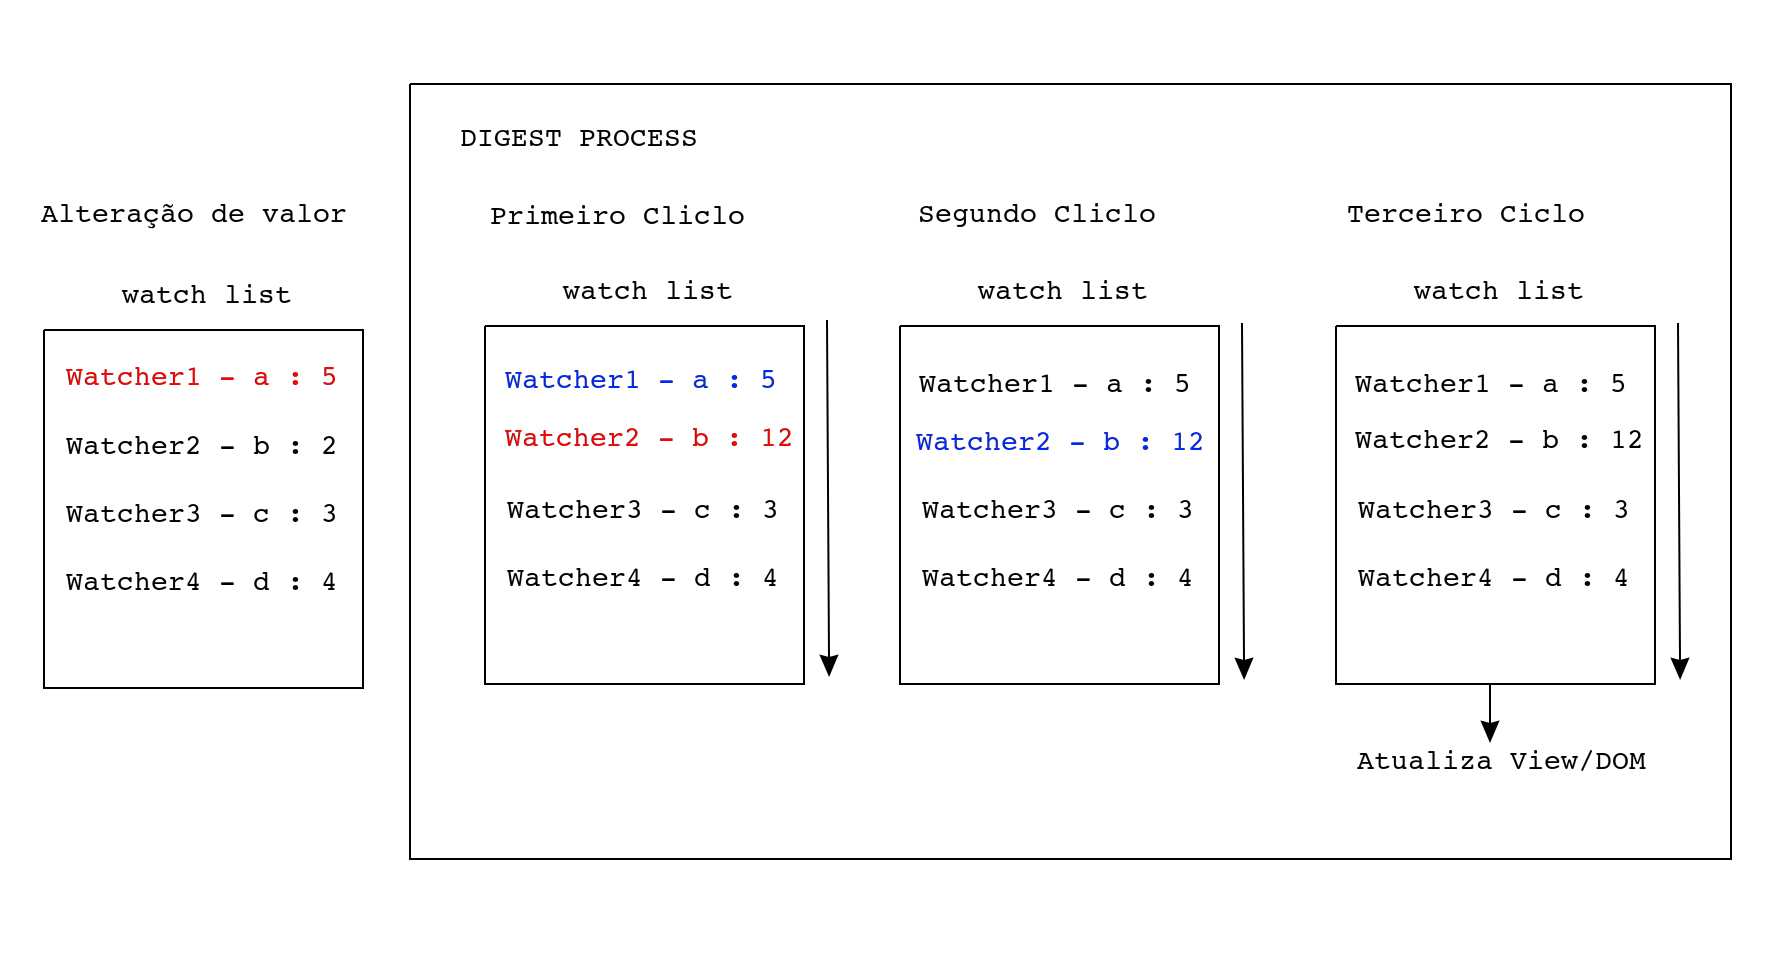 DIGEST PROCESS
Alteração de valor
watch list
Watcher1 - a : 5
Watcher2 - b : 2
Watcher3 - c : 3
Watcher4 - d : 4
Primeiro Cliclo
watch list
Watcher1 - a : 5
Watcher2 - b : 12
Watcher3 - c : 3
Watcher4 - d : 4
Segundo Cliclo
watch list
Watcher1 - a : 5
Watcher2 - b : 12
Watcher3 - c : 3
Watcher4 - d : 4
Terceiro Ciclo
watch list
Watcher1 - a : 5
Watcher2 - b : 12
Watcher3 - c : 3
Watcher4 - d : 4
Atualiza View/DOM